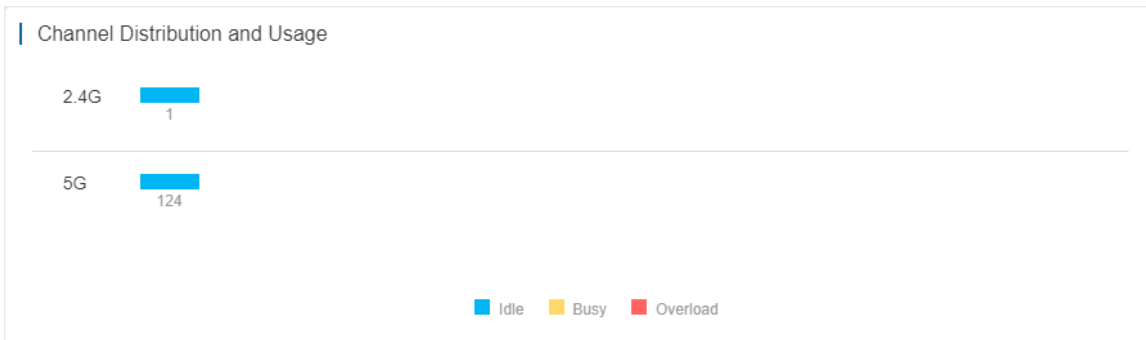 Channel Distribution and Usage
2.4G
1
5G
124
Idle Busy Overload